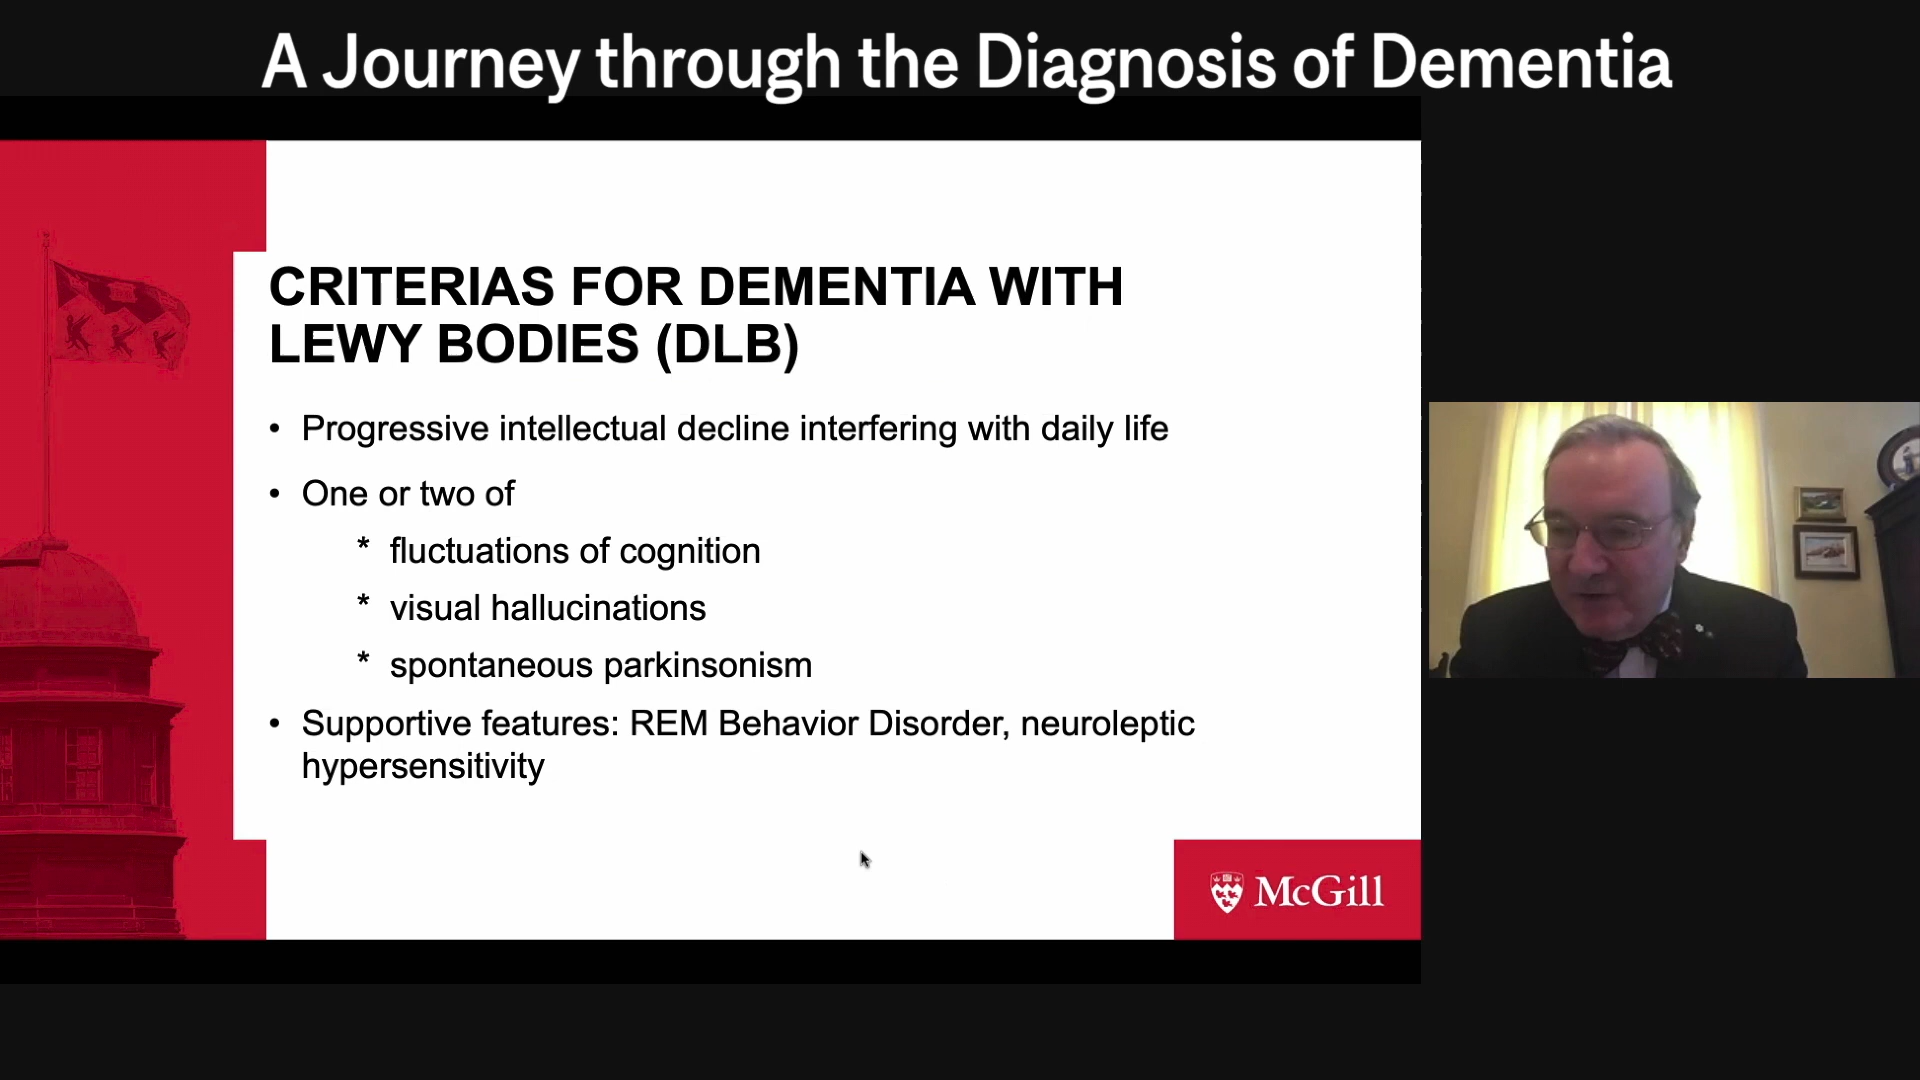 A Journey through the Diagnosis of Dementia
CRITERIAS FOR DEMENTIA WITH
LEWY BODIES (DLB)
• Progressive intellectual decline interfering with daily life
• One or two of
* fluctuations of cognition
* visual hallucinations
* spontaneous parkinsonism
• Supportive features: REM Behavior Disorder, neuroleptic
hypersensitivity
McGill